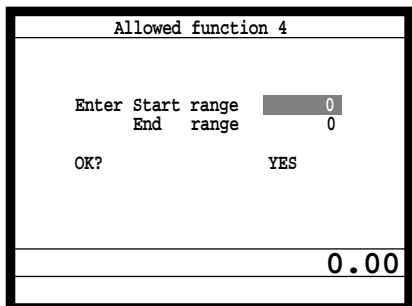 Allowed function 4
Enter Start range 0
End range 0
OK? YES
0.00